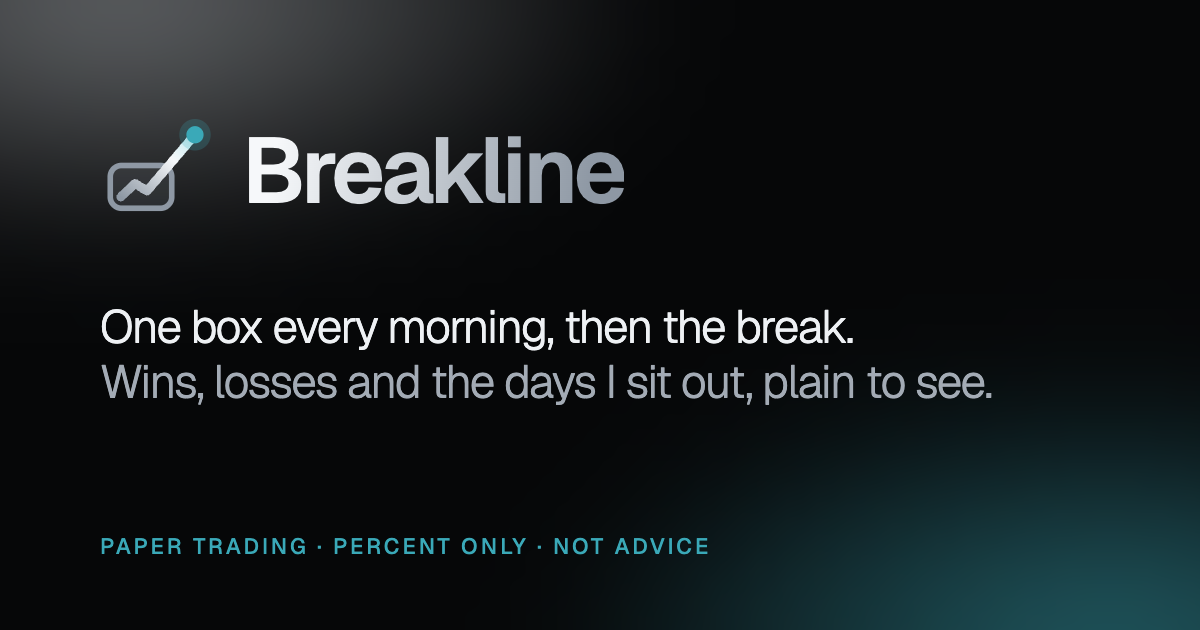 Breakline
One box every morning, then the break.
Wins, losses and the days I sit out, plain to see.
PAPER TRADING · PERCENT ONLY · NOT ADVICE